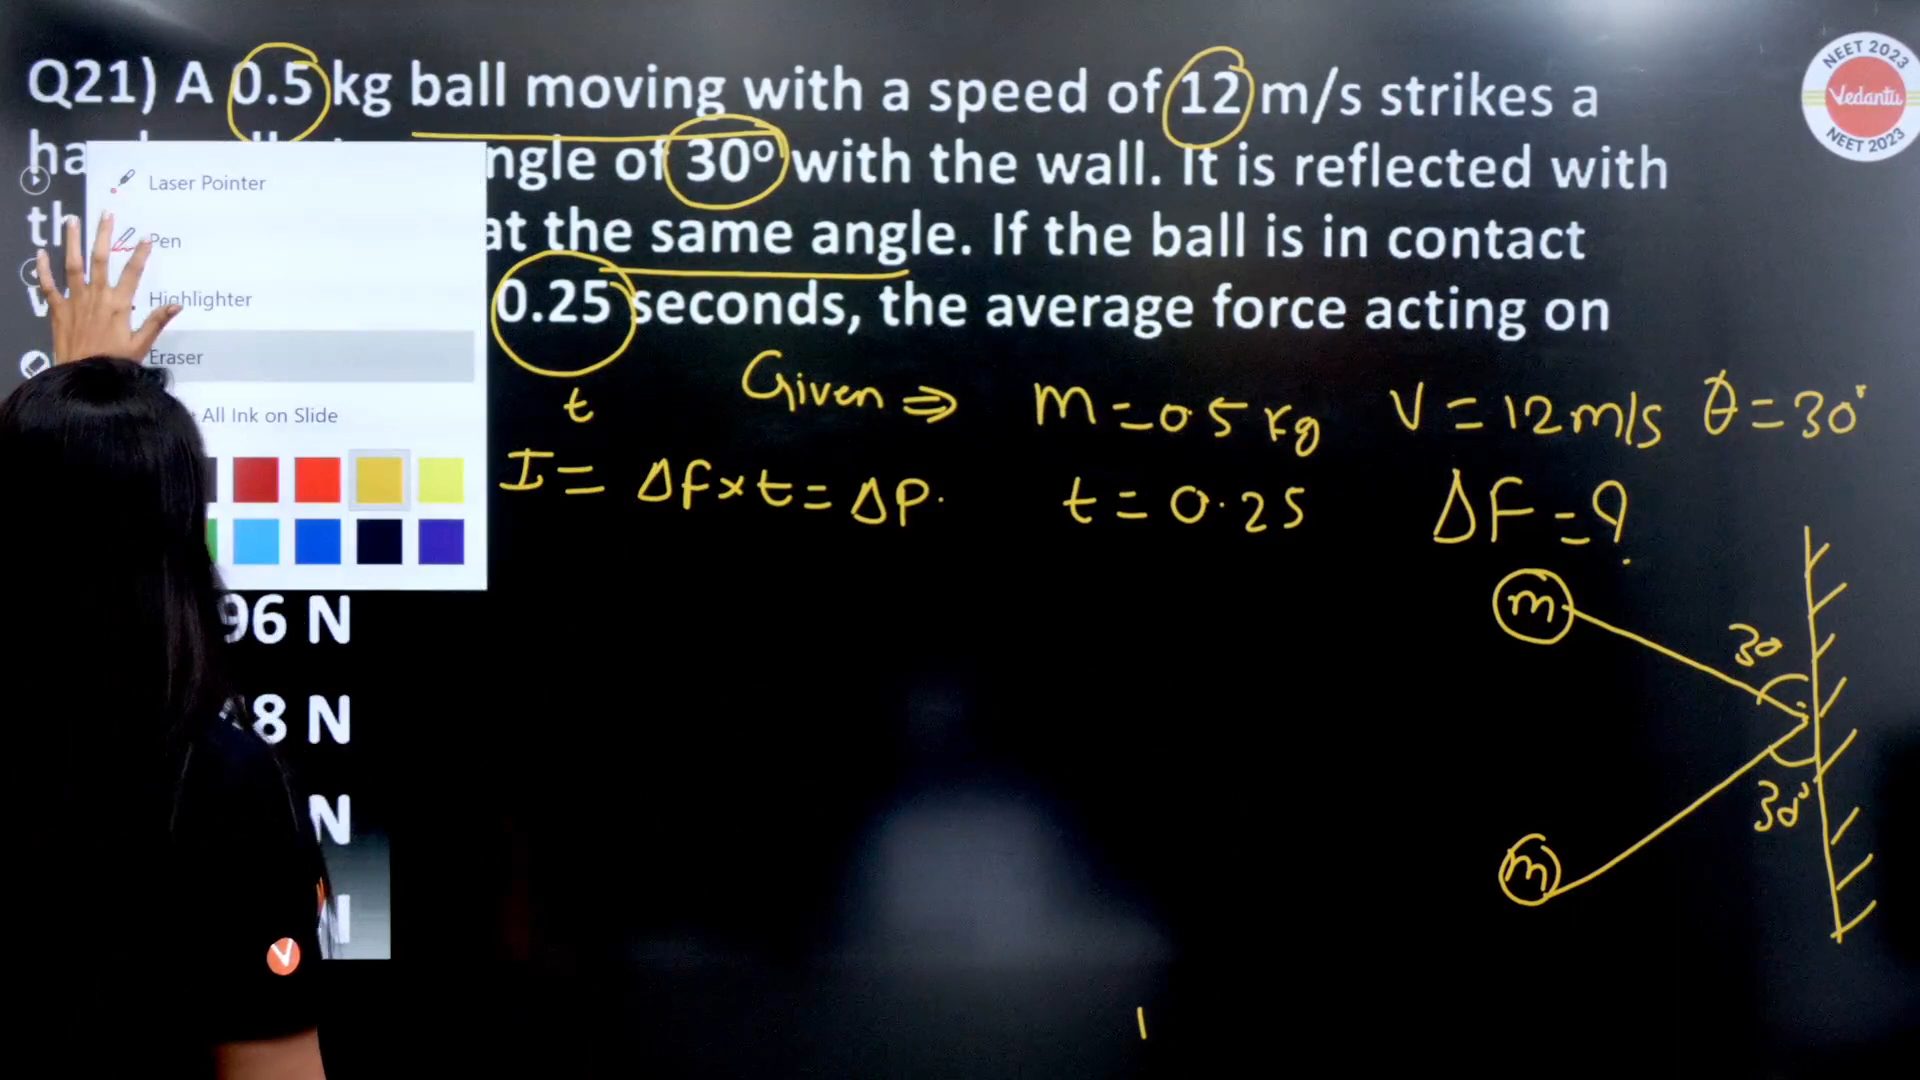 Q21) A 0.5 kg ball moving with a speed of 12 m/s strikes a
ngle of 30º with the wall. It is reflected with
at the same angle. If the ball is in contact
0.25 seconds, the average force acting on
Laser Pointer
Pen
Highlighter
Eraser
All Ink on Slide
t
Given ⇒ m = 0.5 kg V = 12 m/s θ = 30°
I = ΔF × t = ΔP. t = 0.25 ΔF = ?
96 N
8 N
N
N
m
30
30°
m
NEET 2023
Vedantu
NEET 2023
V